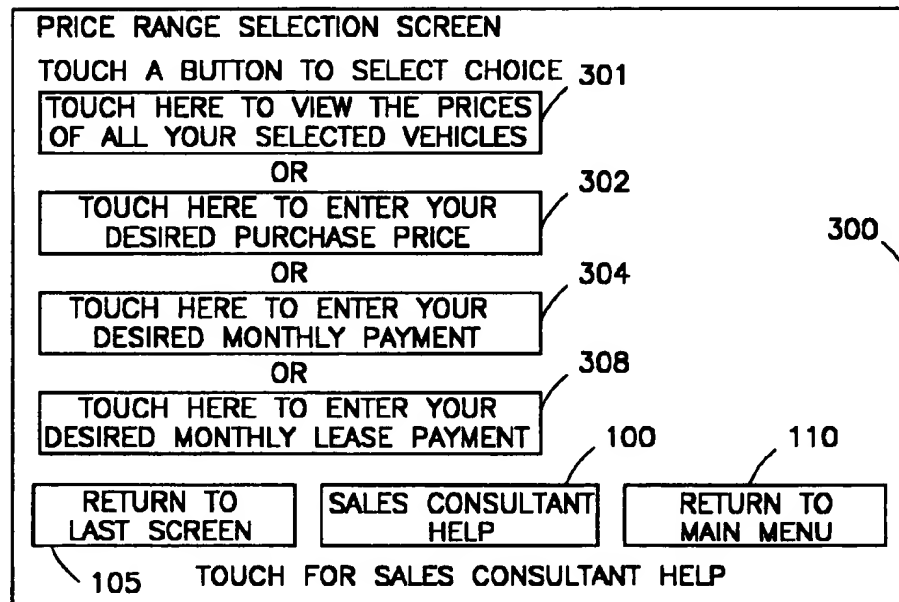 PRICE RANGE SELECTION SCREEN
TOUCH A BUTTON TO SELECT CHOICE
301
TOUCH HERE TO VIEW THE PRICES
OF ALL YOUR SELECTED VEHICLES
OR
302
TOUCH HERE TO ENTER YOUR
DESIRED PURCHASE PRICE
300
OR
304
TOUCH HERE TO ENTER YOUR
DESIRED MONTHLY PAYMENT
OR
308
TOUCH HERE TO ENTER YOUR
DESIRED MONTHLY LEASE PAYMENT
100
110
RETURN TO
LAST SCREEN
SALES CONSULTANT
HELP
RETURN TO
MAIN MENU
105
TOUCH FOR SALES CONSULTANT HELP